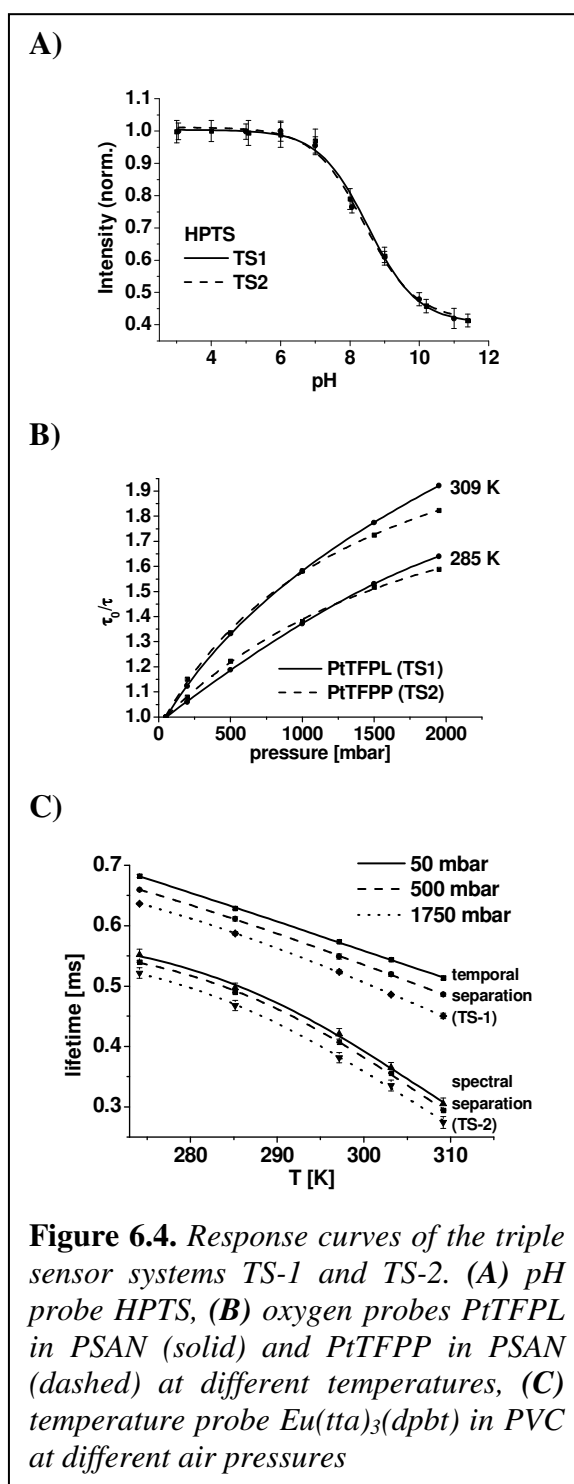 A)
1.1
1.0
0.9
0.8
0.7
0.6
0.5
0.4
Intensity (norm.)
HPTS
TS1
TS2
4 6 8 10 12
pH
B)
1.9
1.8
1.7
1.6
1.5
1.4
1.3
1.2
1.1
1.0
τ0/τ
309 K
285 K
PtTFPL (TS1)
PtTFPP (TS2)
0 500 1000 1500 2000
pressure [mbar]
C)
0.7
0.6
0.5
0.4
0.3
lifetime [ms]
50 mbar
500 mbar
1750 mbar
temporal
separation
(TS-1)
spectral
separation
(TS-2)
280 290 300 310
T [K]
Figure 6.4. Response curves of the triple
sensor systems TS-1 and TS-2. (A) pH
probe HPTS, (B) oxygen probes PtTFPL
in PSAN (solid) and PtTFPP in PSAN
(dashed) at different temperatures, (C)
temperature probe Eu(tta)3(dpbt) in PVC
at different air pressures